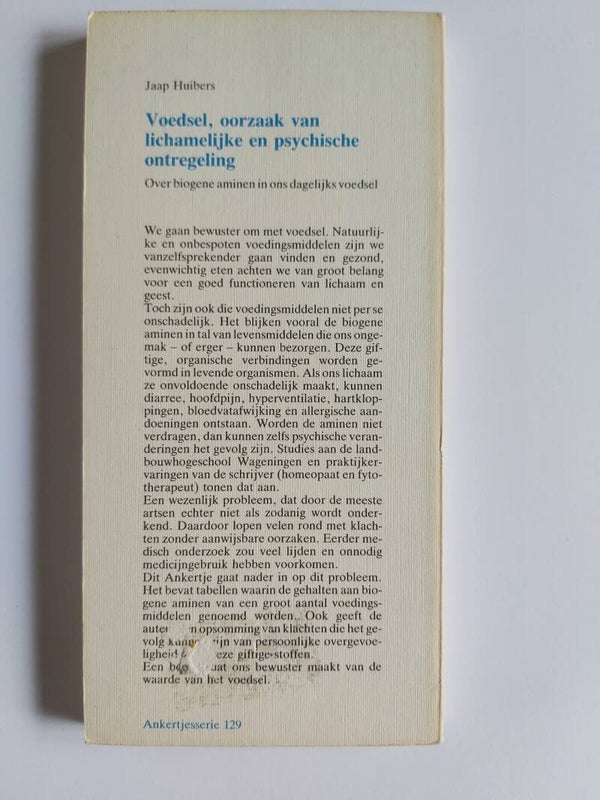 Jaap Huibers
Voedsel, oorzaak van
lichamelijke en psychische
ontregeling
Over biogene aminen in ons dagelijks voedsel
We gaan bewuster om met voedsel. Natuurlij-
ke en onbespoten voedingsmiddelen zijn we
vanzelfsprekender gaan vinden en gezond,
evenwichtig eten achten we van groot belang
voor een goed functioneren van lichaam en
geest.
Toch zijn ook die voedingsmiddelen niet per se
onschadelijk. Het blijken vooral de biogene
aminen in tal van levensmiddelen die ons onge-
mak – of erger – kunnen bezorgen. Deze gif-
tige, organische verbindingen worden ge-
vormd in levende organismen. Als ons lichaam
ze onvoldoende onschadelijk maakt, kunnen
diarree, hoofdpijn, hyperventilatie, hartklop-
pingen, bloedvatafwijking en allergische aan-
doeningen ontstaan. Worden de aminen niet
verdragen, dan kunnen zelfs psychische veran-
deringen het gevolg zijn. Studies aan de land-
bouwhogeschool Wageningen en praktijker-
varingen van de schrijver (homeopaat en fyto-
therapeut) tonen dat aan.
Een wezenlijk probleem, dat door de meeste
artsen echter niet als zodanig wordt onder-
kend. Daardoor lopen velen rond met klach-
ten zonder aanwijsbare oorzaken. Eerder me-
disch onderzoek zou veel lijden en onnodig
medicijngebruik hebben voorkomen.
Dit Ankertje gaat nader in op dit probleem.
Het bevat tabellen waarin de gehalten aan bio-
gene aminen van een groot aantal voedings-
middelen genoemd worden. Ook geeft de
opsomming van klachten die het ge-
volg zijn van persoonlijke overgevoe-
ligheid giftige stoffen.
Een ons bewuster maakt van de
waarde van het voedsel.
Ankertjesserie 129